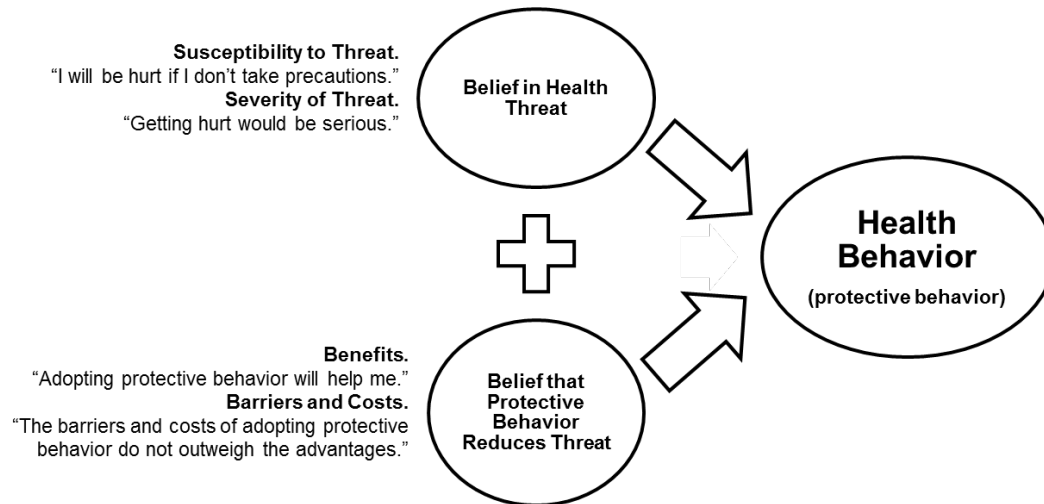 Susceptibility to Threat.
“I will be hurt if I don’t take precautions.”
Severity of Threat.
“Getting hurt would be serious.”
Belief in Health
Threat
Health
Behavior
(protective behavior)
Benefits.
“Adopting protective behavior will help me.”
Barriers and Costs.
“The barriers and costs of adopting protective
behavior do not outweigh the advantages.”
Belief that
Protective
Behavior
Reduces Threat